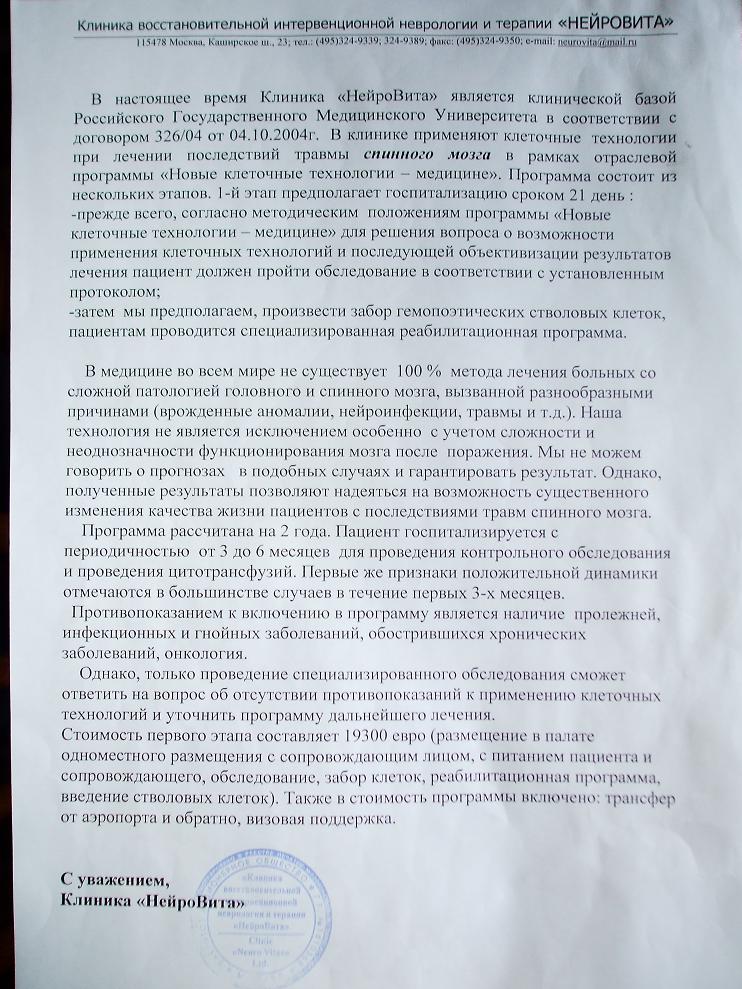 Клиника восстановительной интервенционной неврологии и терапии «НЕЙРОВИТА»
115478 Москва, Каширское ш., 23; тел.: (495)324-9339; 324-9389; факс: (495)324-9350; e-mail: neurovita@mail.ru
В настоящее время Клиника «НейроВита» является клинической базой
Российского Государственного Медицинского Университета в соответствии с
договором 326/04 от 04.10.2004г. В клинике применяют клеточные технологии
при лечении последствий травмы спинного мозга в рамках отраслевой
программы «Новые клеточные технологии – медицине». Программа состоит из
нескольких этапов. 1-й этап предполагает госпитализацию сроком 21 день :
-прежде всего, согласно методическим положениям программы «Новые
клеточные технологии – медицине» для решения вопроса о возможности
применения клеточных технологий и последующей объективизации результатов
лечения пациент должен пройти обследование в соответствии с установленным
протоколом;
-затем мы предполагаем, произвести забор гемопоэтических стволовых клеток,
пациентам проводится специализированная реабилитационная программа.
В медицине во всем мире не существует 100 % метода лечения больных со
сложной патологией головного и спинного мозга, вызванной разнообразными
причинами (врожденные аномалии, нейроинфекции, травмы и т.д.). Наша
технология не является исключением особенно с учетом сложности и
неоднозначности функционирования мозга после поражения. Мы не можем
говорить о прогнозах в подобных случаях и гарантировать результат. Однако,
полученные результаты позволяют надеяться на возможность существенного
изменения качества жизни пациентов с последствиями травм спинного мозга.
Программа рассчитана на 2 года. Пациент госпитализируется с
периодичностью от 3 до 6 месяцев для проведения контрольного обследования
и проведения цитотрансфузий. Первые же признаки положительной динамики
отмечаются в большинстве случаев в течение первых 3-х месяцев.
Противопоказанием к включению в программу является наличие пролежней,
инфекционных и гнойных заболеваний, обострившихся хронических
заболеваний, онкология.
Однако, только проведение специализированного обследования сможет
ответить на вопрос об отсутствии противопоказаний к применению клеточных
технологий и уточнить программу дальнейшего лечения.
Стоимость первого этапа составляет 19300 евро (размещение в палате
одноместного размещения с сопровождающим лицом, с питанием пациента и
сопровождающего, обследование, забор клеток, реабилитационная программа,
введение стволовых клеток). Также в стоимость программы включено: трансфер
от аэропорта и обратно, визовая поддержка.
С уважением,
Клиника «НейроВита»
«Клиника
восстановительной
интервенционной
неврологии и терапии
«НейроВита»
Clinic
«Neuro Vita»
Ltd.